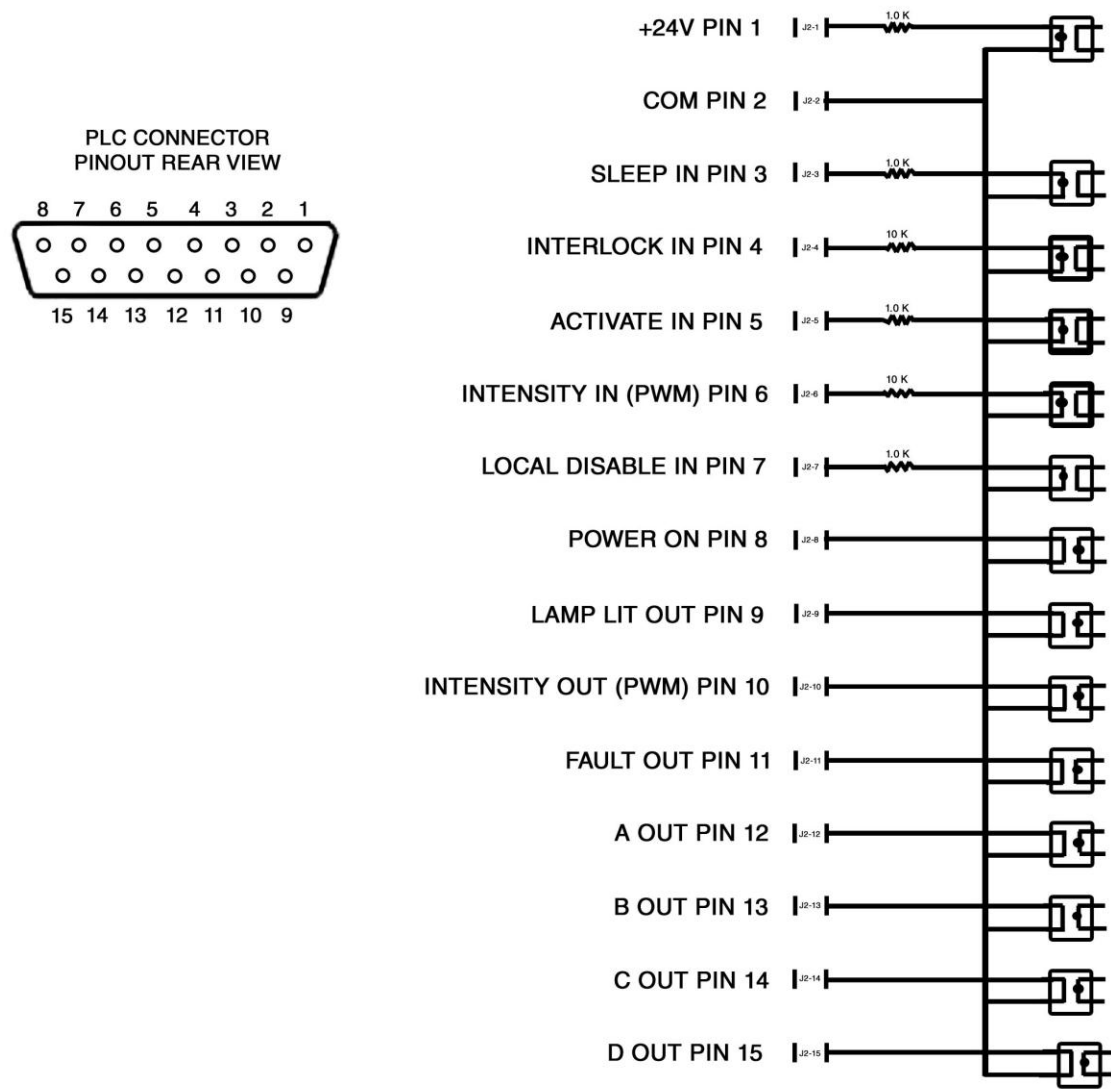 PLC CONNECTOR
PINOUT REAR VIEW
8 7 6 5 4 3 2 1
15 14 13 12 11 10 9
+24V PIN 1 J2-1 1.0 K
COM PIN 2 J2-2
SLEEP IN PIN 3 J2-3 1.0 K
INTERLOCK IN PIN 4 J2-4 10 K
ACTIVATE IN PIN 5 J2-5 1.0 K
INTENSITY IN (PWM) PIN 6 J2-6 10 K
LOCAL DISABLE IN PIN 7 J2-7 1.0 K
POWER ON PIN 8 J2-8
LAMP LIT OUT PIN 9 J2-9
INTENSITY OUT (PWM) PIN 10 J2-10
FAULT OUT PIN 11 J2-11
A OUT PIN 12 J2-12
B OUT PIN 13 J2-13
C OUT PIN 14 J2-14
D OUT PIN 15 J2-15